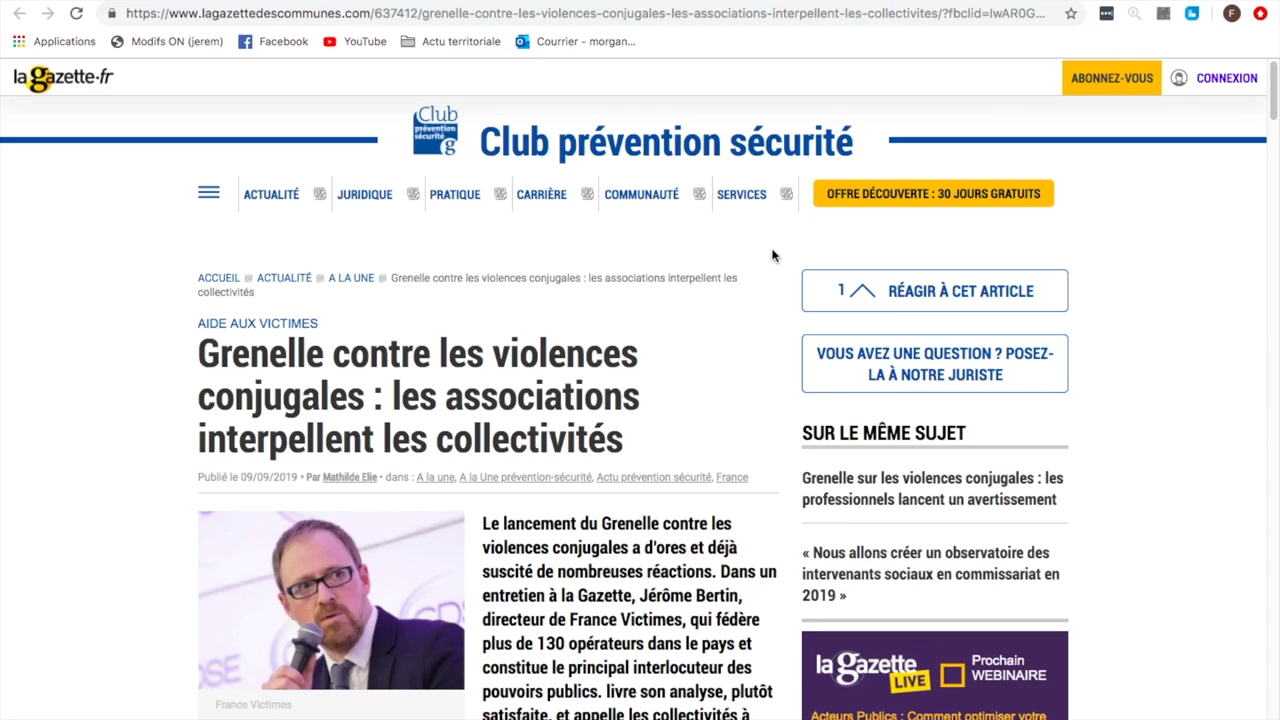 https://www.lagazettedescommunes.com/637412/grenelle-contre-les-violences-conjugales-les-associations-interpellent-les-collectivites/?fbclid=IwAR0G...
F
Applications Modifs ON (jerem) Facebook YouTube Actu territoriale Courrier - morgan...
la gazette·fr
ABONNEZ-VOUS
CONNEXION
Club
prévention
sécurité
g
Club prévention sécurité
ACTUALITÉ JURIDIQUE PRATIQUE CARRIÈRE COMMUNAUTÉ SERVICES
OFFRE DÉCOUVERTE : 30 JOURS GRATUITS
ACCUEIL ACTUALITÉ A LA UNE Grenelle contre les violences conjugales : les associations interpellent les
collectivités
AIDE AUX VICTIMES
Grenelle contre les violences
conjugales : les associations
interpellent les collectivités
Publié le 09/09/2019 • Par Mathilde Elie • dans : A la une, A la Une prévention-sécurité, Actu prévention sécurité, France
France Victimes
Le lancement du Grenelle contre les
violences conjugales a d'ores et déjà
suscité de nombreuses réactions. Dans un
entretien à la Gazette, Jérôme Bertin,
directeur de France Victimes, qui fédère
plus de 130 opérateurs dans le pays et
constitue le principal interlocuteur des
pouvoirs publics. livre son analyse, plutôt
satisfaite, et appelle les collectivités à
1 RÉAGIR À CET ARTICLE
VOUS AVEZ UNE QUESTION ? POSEZ-
LA À NOTRE JURISTE
SUR LE MÊME SUJET
Grenelle sur les violences conjugales : les
professionnels lancent un avertissement
« Nous allons créer un observatoire des
intervenants sociaux en commissariat en
2019 »
la gazette
LIVE
Prochain
WEBINAIRE
Acteurs Publics : Comment optimiser votre